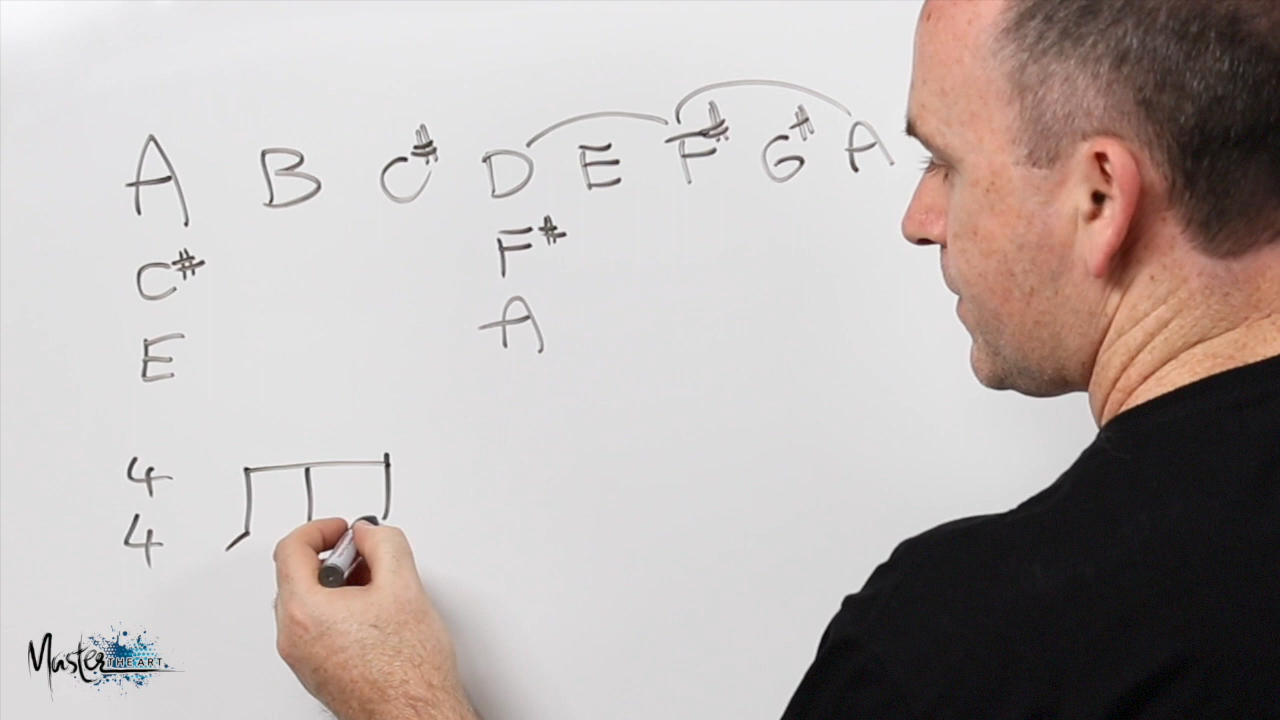 A B C# D E F# G# A
C# F#
E A
4
4
Master THE ART